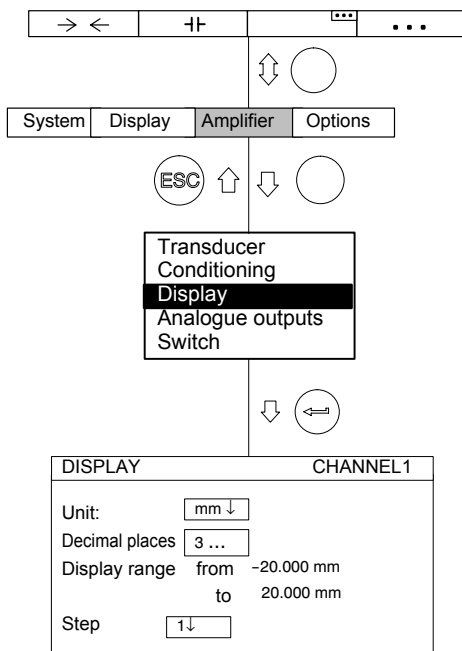 → ← ⊣⊢ ••• •••
System Display Amplifier Options
ESC
Transducer
Conditioning
Display
Analogue outputs
Switch
DISPLAY CHANNEL1
Unit: mm ↓
Decimal places 3 ...
Display range from −20.000 mm
to 20.000 mm
Step 1↓